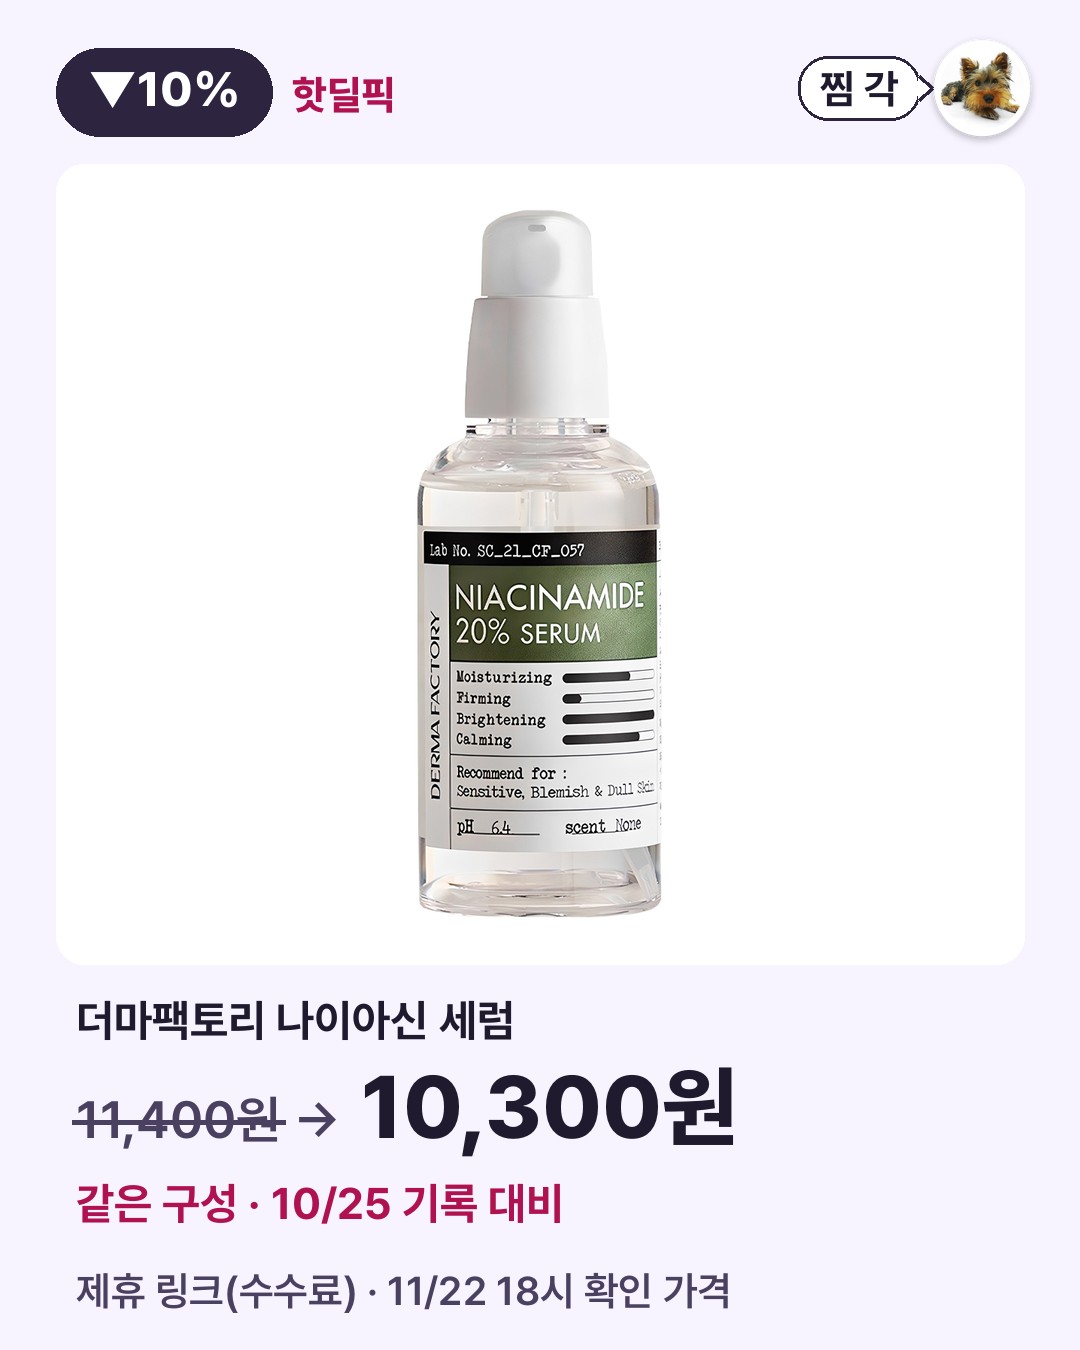 ▼10%
핫딜픽
찜 각
Lab No. SC_21_CF_057
NIACINAMIDE
20% SERUM
DERMA FACTORY
Moisturizing
Firming
Brightening
Calming
Recommend for :
Sensitive, Blemish & Dull Skin
pH 6.4 scent None
더마팩토리 나이아신 세럼
11,400원 → 10,300원
같은 구성 · 10/25 기록 대비
제휴 링크(수수료) · 11/22 18시 확인 가격